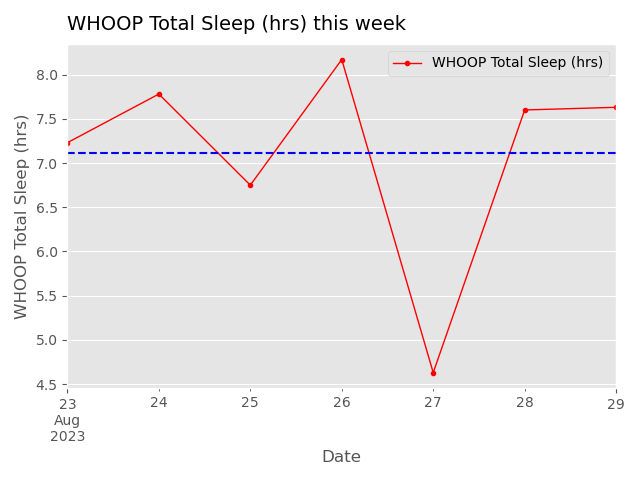 WHOOP Total Sleep (hrs) this week
WHOOP Total Sleep (hrs)
WHOOP Total Sleep (hrs)
8.0
7.5
7.0
6.5
6.0
5.5
5.0
4.5
23 24 25 26 27 28 29
Aug
2023
Date